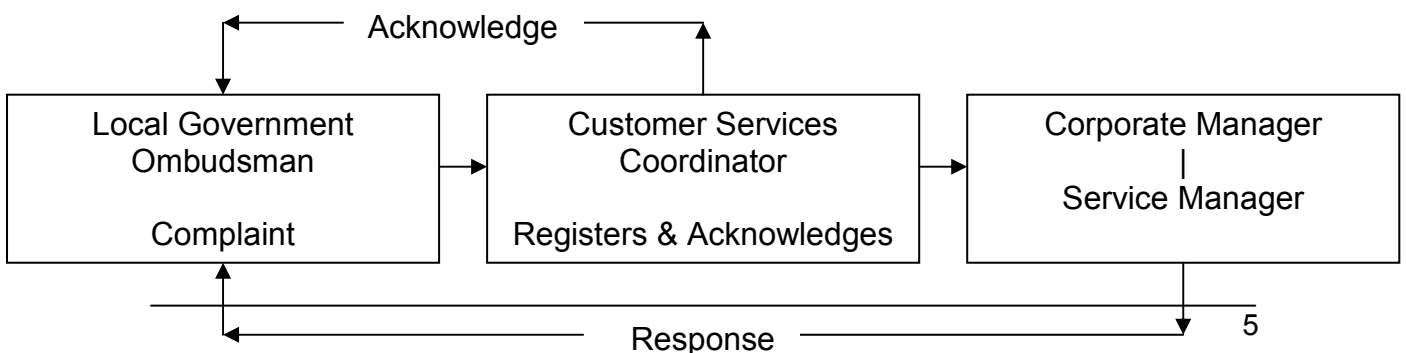 Acknowledge
Local Government
Ombudsman
Complaint
Customer Services
Coordinator
Registers & Acknowledges
Corporate Manager
|
Service Manager
Response
5